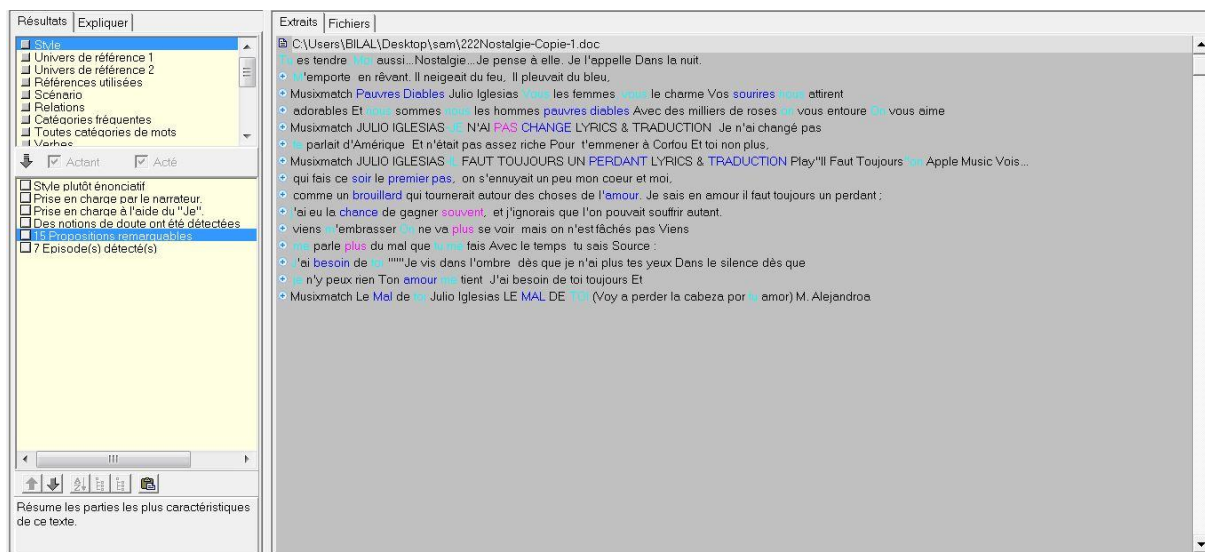 Résultats
Expliquer
Style
Univers de référence 1
Univers de référence 2
Références utilisées
Scénario
Relations
Catégories fréquentes
Toutes catégories de mots
Verbes
Actant
Acté
Style plutôt énonciatif
Prise en charge par le narrateur.
Prise en charge à l'aide du "Je".
Des notions de doute ont été détectées
15 Propositions remarquables
7 Episode(s) détecté(s)
Résume les parties les plus caractéristiques
de ce texte.
Extraits
Fichiers
C:\Users\BILAL\Desktop\sam\222Nostalgie-Copie-1.doc
Tu es tendre Moi aussi...Nostalgie...Je pense à elle. Je l'appelle Dans la nuit.
M'emporte en rêvant. Il neigeait du feu, Il pleuvait du bleu,
Musixmatch Pauvres Diables Julio Iglesias Vous les femmes vous le charme Vos sourires nous attirent
adorables Et nous sommes nous les hommes pauvres diables Avec des milliers de roses on vous entoure On vous aime
Musixmatch JULIO IGLESIAS JE N'AI PAS CHANGE LYRICS & TRADUCTION Je n'ai changé pas
te parlait d'Amérique Et n'était pas assez riche Pour t'emmener à Corfou Et toi non plus,
Musixmatch JULIO IGLESIAS IL FAUT TOUJOURS UN PERDANT LYRICS & TRADUCTION Play"Il Faut Toujours "on Apple Music Vois...
qui fais ce soir le premier pas, on s'ennuyait un peu mon coeur et moi,
comme un brouillard qui tournerait autour des choses de l'amour. Je sais en amour il faut toujours un perdant ;
j'ai eu la chance de gagner souvent, et j'ignorais que l'on pouvait souffrir autant.
viens m'embrasser On ne va plus se voir mais on n'est fâchés pas Viens
me parle plus du mal que tu me fais Avec le temps tu sais Source :
j'ai besoin de toi """Je vis dans l'ombre dès que je n'ai plus tes yeux Dans le silence dès que
je n'y peux rien Ton amour me tient J'ai besoin de toi toujours Et
Musixmatch Le Mal de toi Julio Iglesias LE MAL DE TOI (Voy a perder la cabeza por tu amor) M. Alejandroa